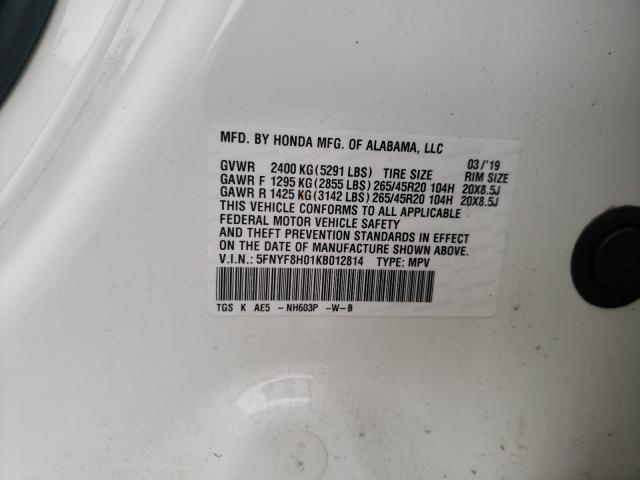 MFD. BY HONDA MFG. OF ALABAMA, LLC 03/'19
GVWR 2400 KG (5291 LBS) TIRE SIZE RIM SIZE
GAWR F 1295 KG (2855 LBS) 265/45R20 104H 20X8.5J
GAWR R 1425 KG (3142 LBS) 265/45R20 104H 20X8.5J
THIS VEHICLE CONFORMS TO ALL APPLICABLE
FEDERAL MOTOR VEHICLE SAFETY
AND THEFT PREVENTION STANDARDS IN EFFECT
ON THE DATE OF MANUFACTURE SHOWN ABOVE.
V.I.N.: 5FNYF8H01KB012814 TYPE: MPV
TGS K AE5 -NH603P -W-B